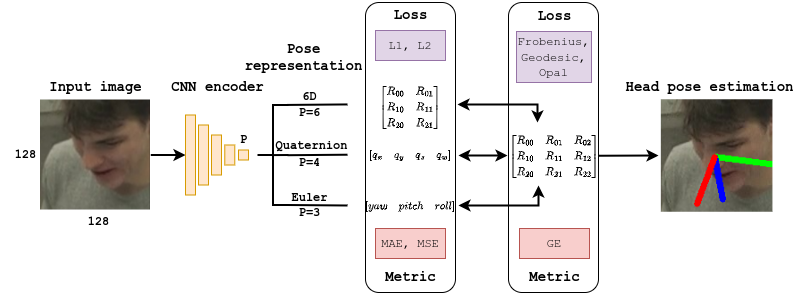 Loss
Loss
L1, L2
Frobenius,
Geodesic,
Opal
Pose
representation
Input image
CNN encoder
Head pose estimation
6D
P=6
R00 R01
R10 R11
R20 R21
128
P
Quaternion
P=4
[qx qy qz qw]
R00 R01 R02
R10 R11 R12
R20 R21 R22
Euler
P=3
[yaw pitch roll]
128
MAE, MSE
GE
Metric
Metric